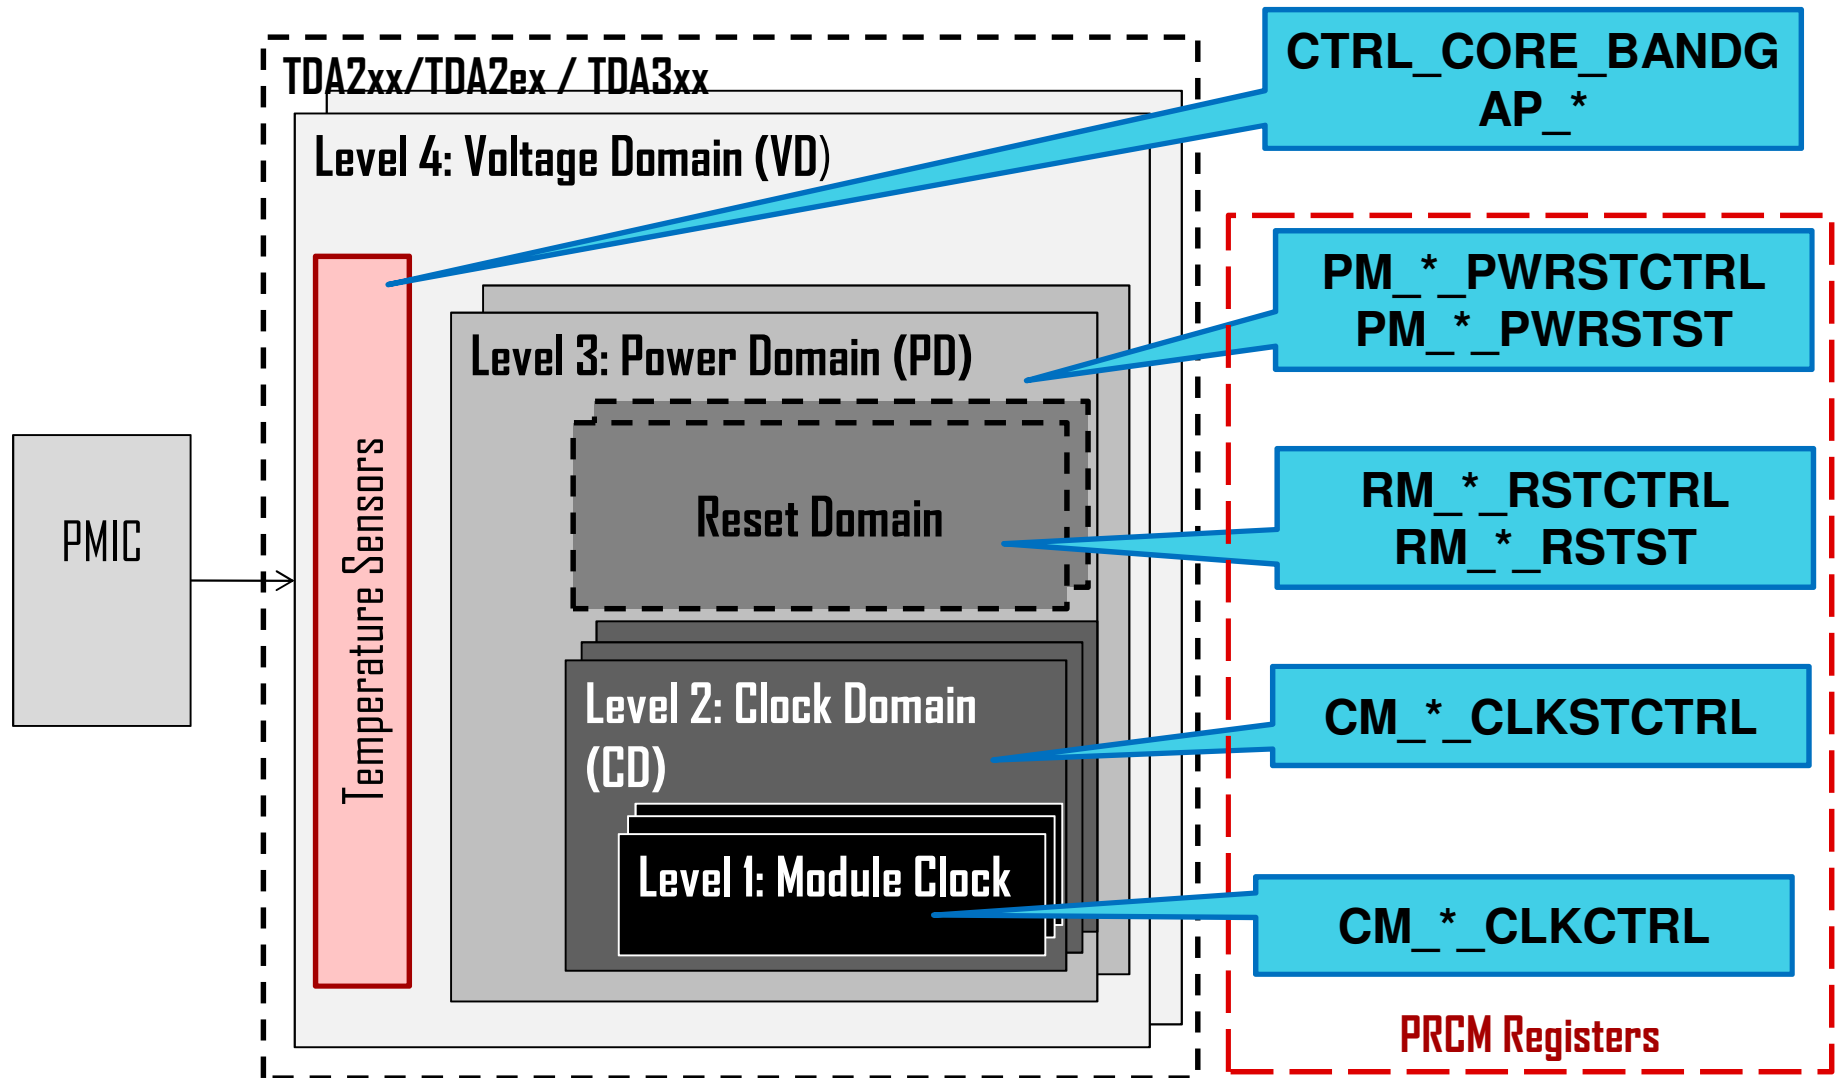 TDA2xx/TDA2ex / TDA3xx
CTRL_CORE_BANDG
AP_*
Level 4: Voltage Domain (VD)
PM_*_PWRSTCTRL
PM_*_PWRSTST
Level 3: Power Domain (PD)
Temperature Sensors
PMIC
Reset Domain
RM_*_RSTCTRL
RM_*_RSTST
Level 2: Clock Domain
(CD)
CM_*_CLKSTCTRL
Level 1: Module Clock
CM_*_CLKCTRL
PRCM Registers